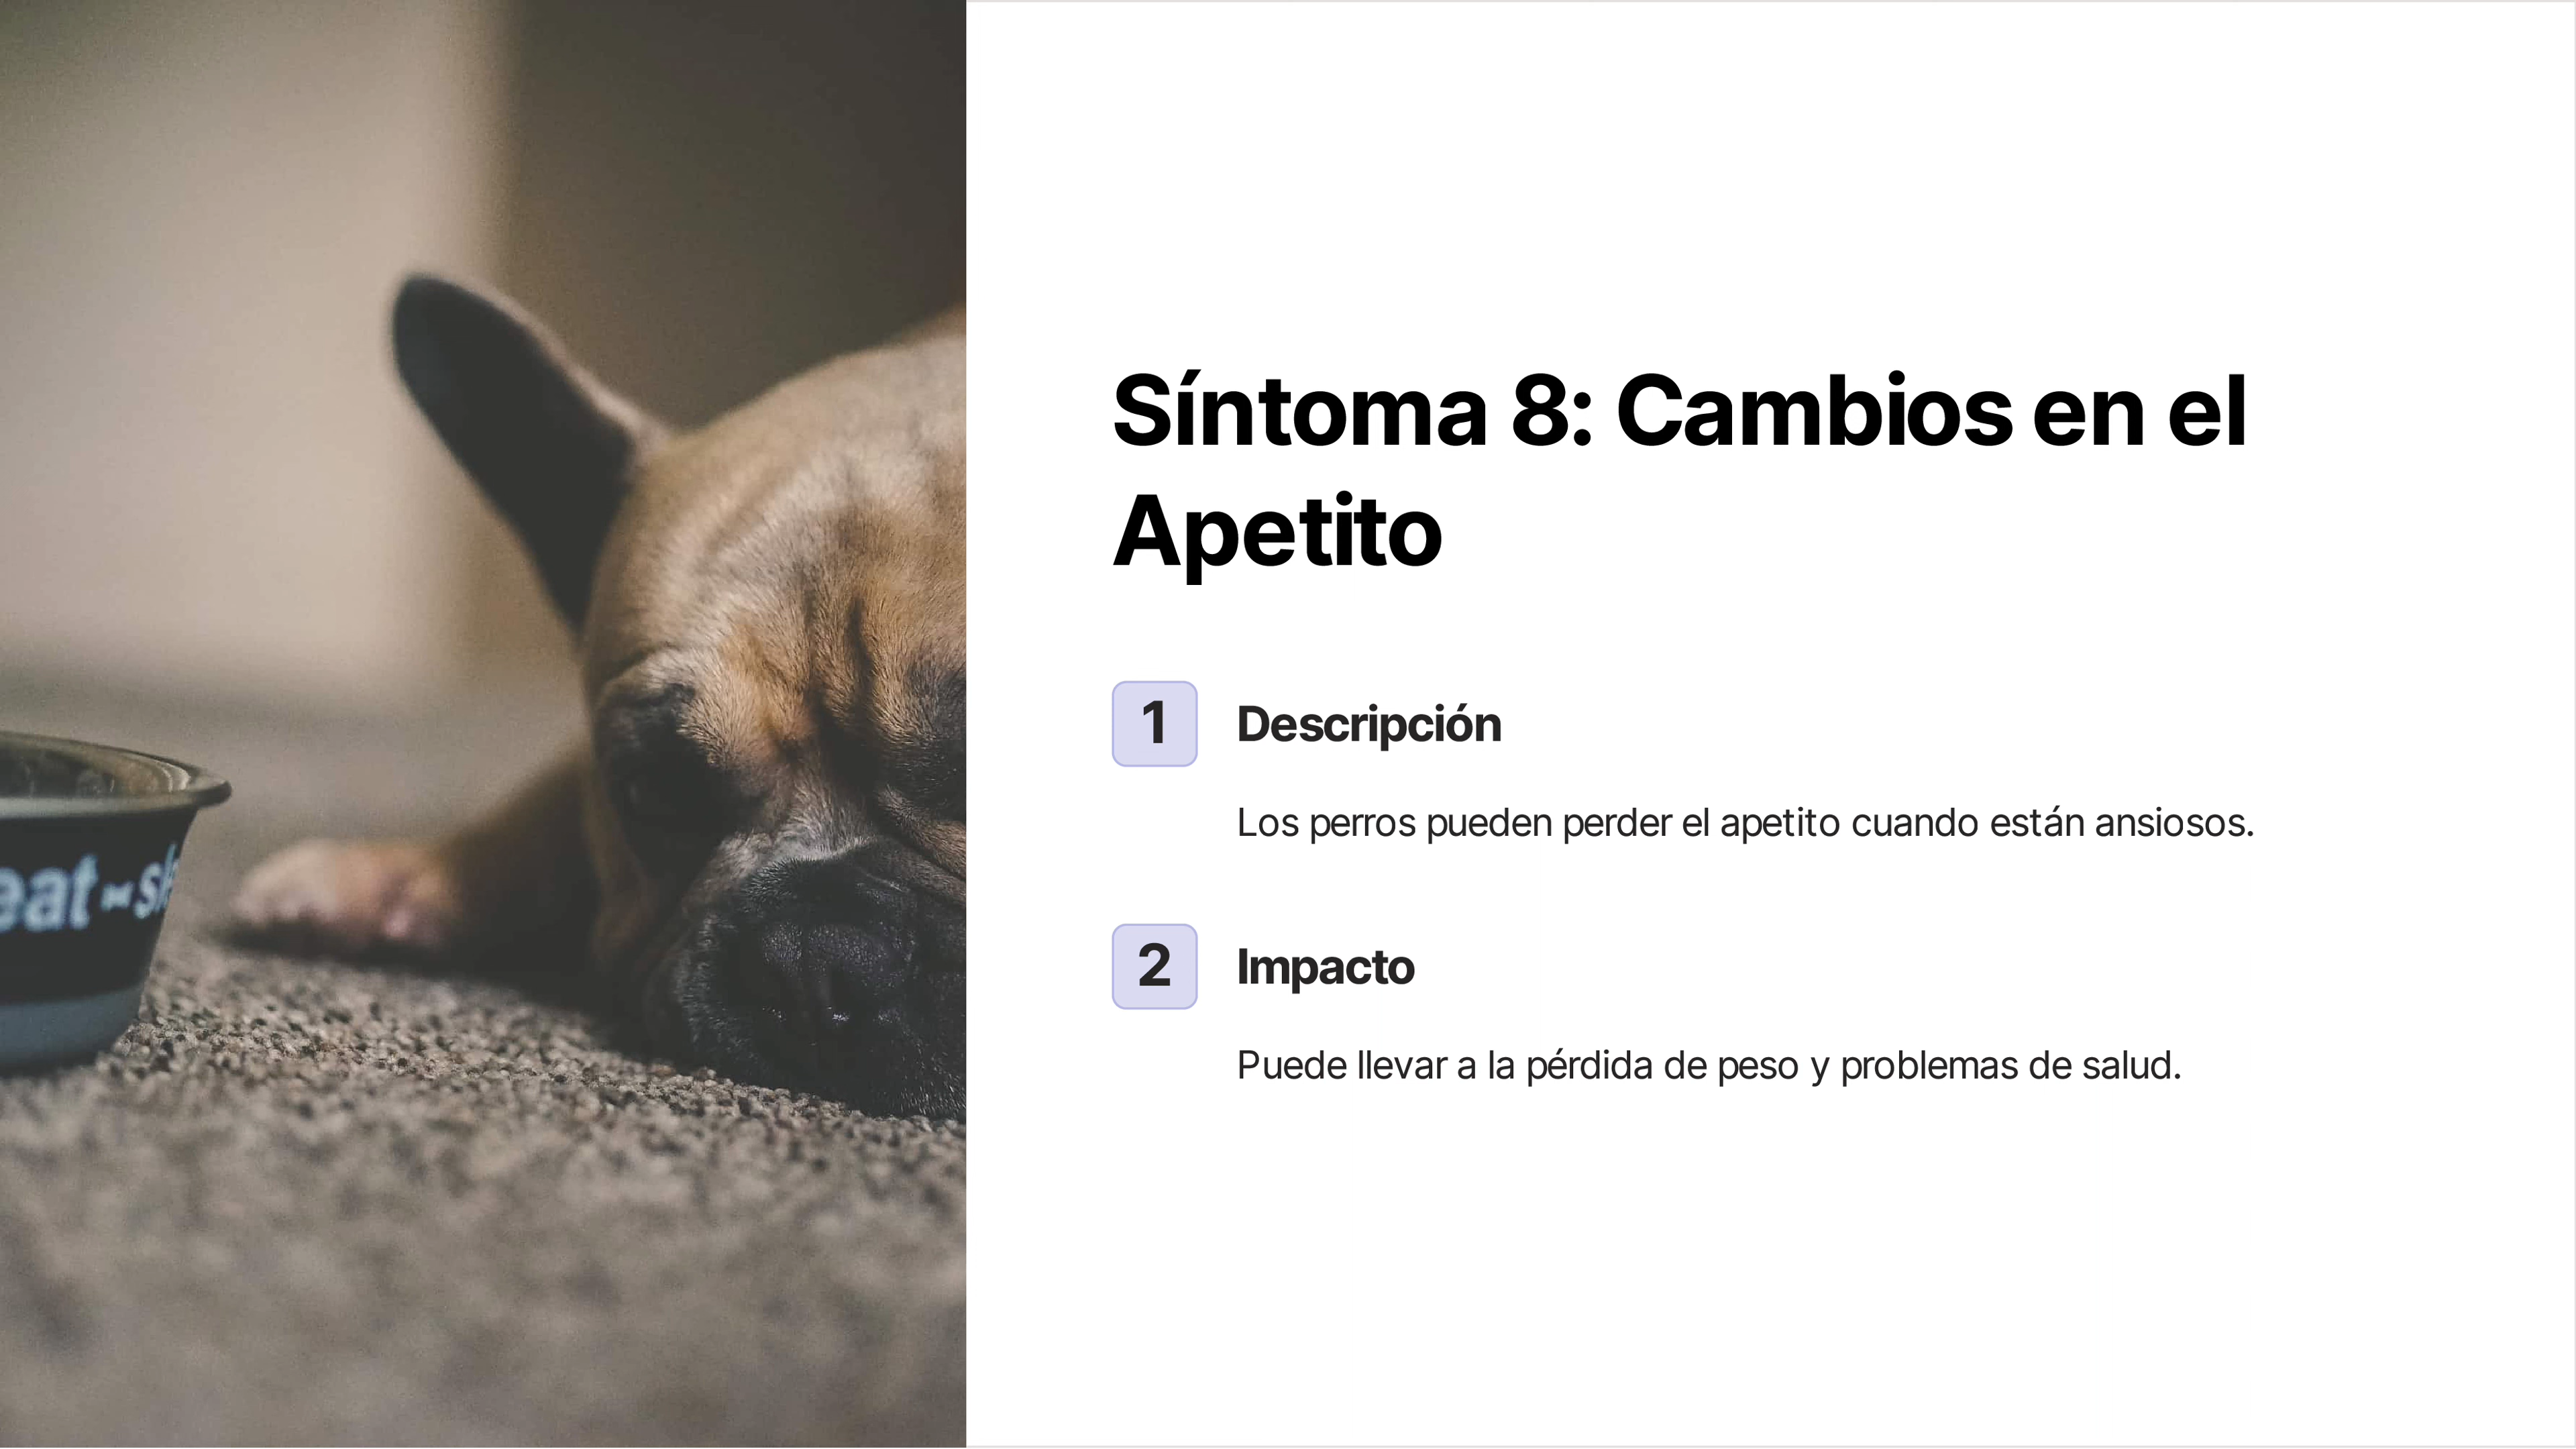 Síntoma 8: Cambios en el
Apetito
1 Descripción
Los perros pueden perder el apetito cuando están ansiosos.
2 Impacto
Puede llevar a la pérdida de peso y problemas de salud.
eat